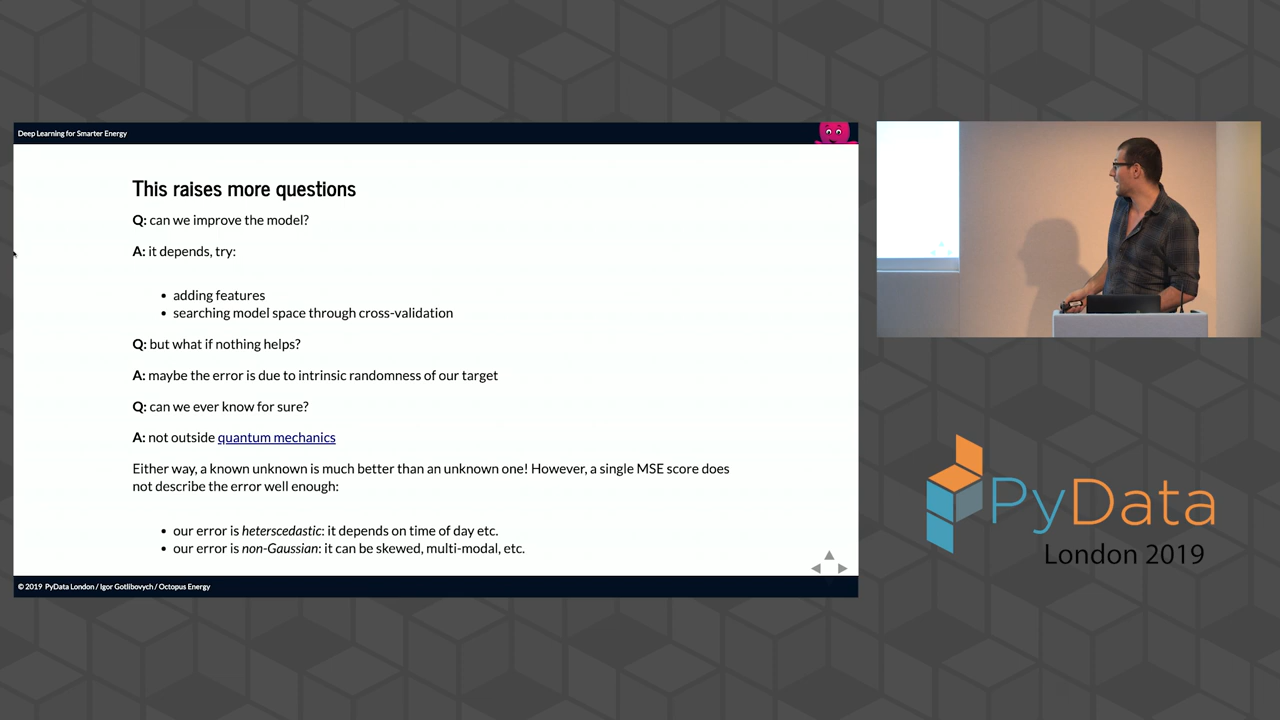 Deep Learning for Smarter Energy
This raises more questions
Q: can we improve the model?
A: it depends, try:
• adding features
• searching model space through cross-validation
Q: but what if nothing helps?
A: maybe the error is due to intrinsic randomness of our target
Q: can we ever know for sure?
A: not outside quantum mechanics
Either way, a known unknown is much better than an unknown one! However, a single MSE score does
not describe the error well enough:
• our error is heterscedastic: it depends on time of day etc.
• our error is non-Gaussian: it can be skewed, multi-modal, etc.
© 2019 PyData London / Igor Gotlibovych / Octopus Energy
PyData
London 2019